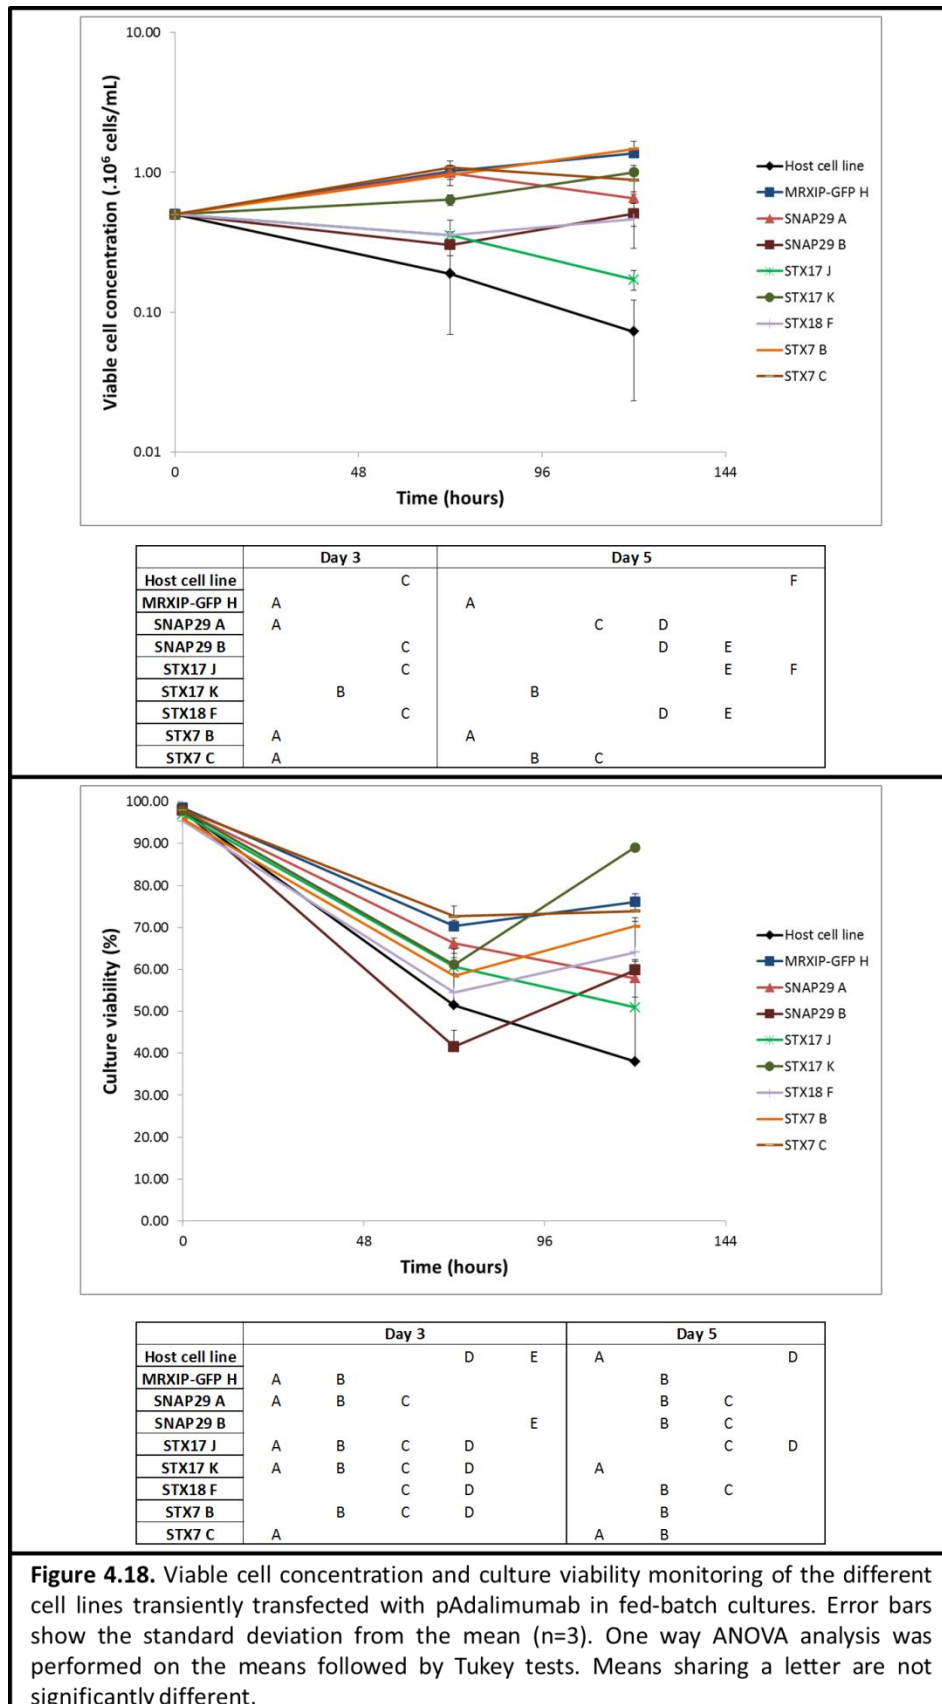 10.00
1.00
0.10
0.01
Viable cell concentration (.10⁶ cells/mL)
0 48 96 144
Time (hours)
Host cell line
MRXIP-GFP H
SNAP29 A
SNAP29 B
STX17 J
STX17 K
STX18 F
STX7 B
STX7 C
Day 3 Day 5
Host cell line C F
MRXIP-GFP H A A
SNAP29 A A C D
SNAP29 B C D E
STX17 J C E F
STX17 K B B
STX18 F C D E
STX7 B A A
STX7 C A B C
100.00
90.00
80.00
70.00
60.00
50.00
40.00
30.00
20.00
10.00
0.00
Culture viability (%)
0 48 96 144
Time (hours)
Host cell line
MRXIP-GFP H
SNAP29 A
SNAP29 B
STX17 J
STX17 K
STX18 F
STX7 B
STX7 C
Day 3 Day 5
Host cell line D E A D
MRXIP-GFP H A B B
SNAP29 A A B C B C
SNAP29 B E B C
STX17 J A B C D C D
STX17 K A B C D A
STX18 F C D B C
STX7 B B C D B
STX7 C A A B
Figure 4.18. Viable cell concentration and culture viability monitoring of the different
cell lines transiently transfected with pAdalimumab in fed-batch cultures. Error bars
show the standard deviation from the mean (n=3). One way ANOVA analysis was
performed on the means followed by Tukey tests. Means sharing a letter are not
significantly different.